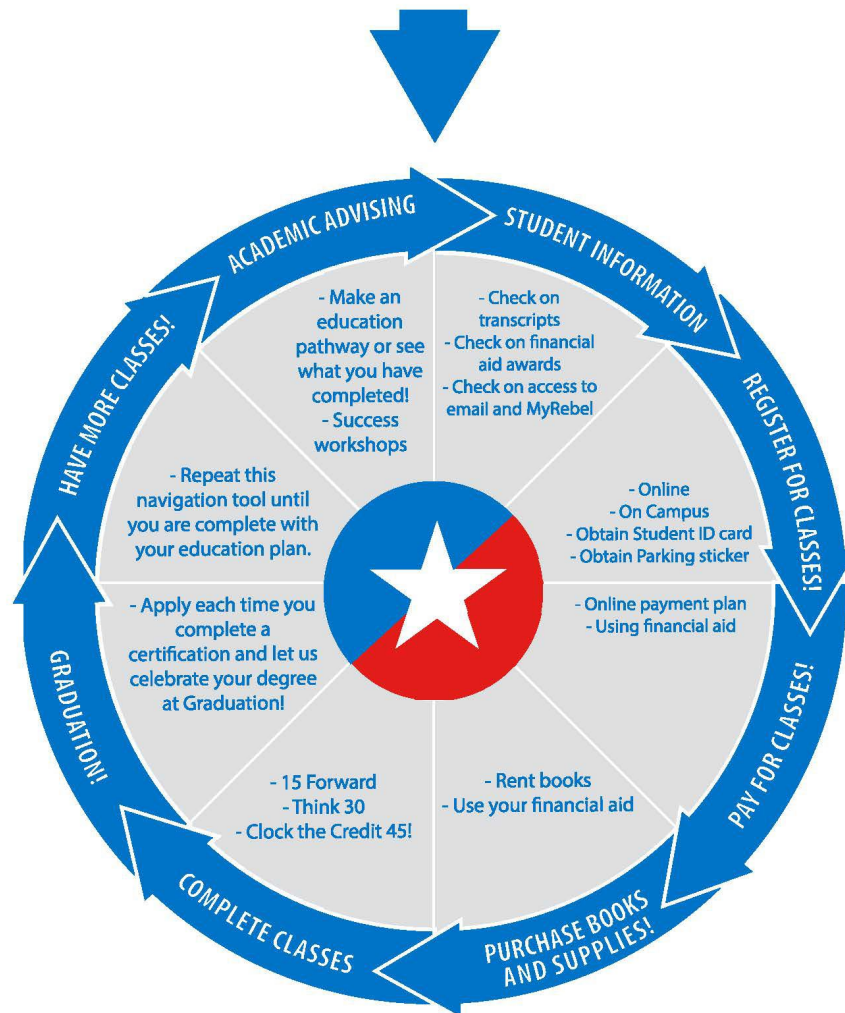 ACADEMIC ADVISING
- Make an
education
pathway or see
what you have
completed!
- Success
workshops
STUDENT INFORMATION
- Check on
transcripts
- Check on financial
aid awards
- Check on access to
email and MyRebel
REGISTER FOR CLASSES!
- Online
- On Campus
- Obtain Student ID card
- Obtain Parking sticker
PAY FOR CLASSES!
- Online payment plan
- Using financial aid
PURCHASE BOOKS
AND SUPPLIES!
- Rent books
- Use your financial aid
COMPLETE CLASSES
- 15 Forward
- Think 30
- Clock the Credit 45!
GRADUATION!
- Apply each time you
complete a
certification and let us
celebrate your degree
at Graduation!
HAVE MORE CLASSES!
- Repeat this
navigation tool until
you are complete with
your education plan.